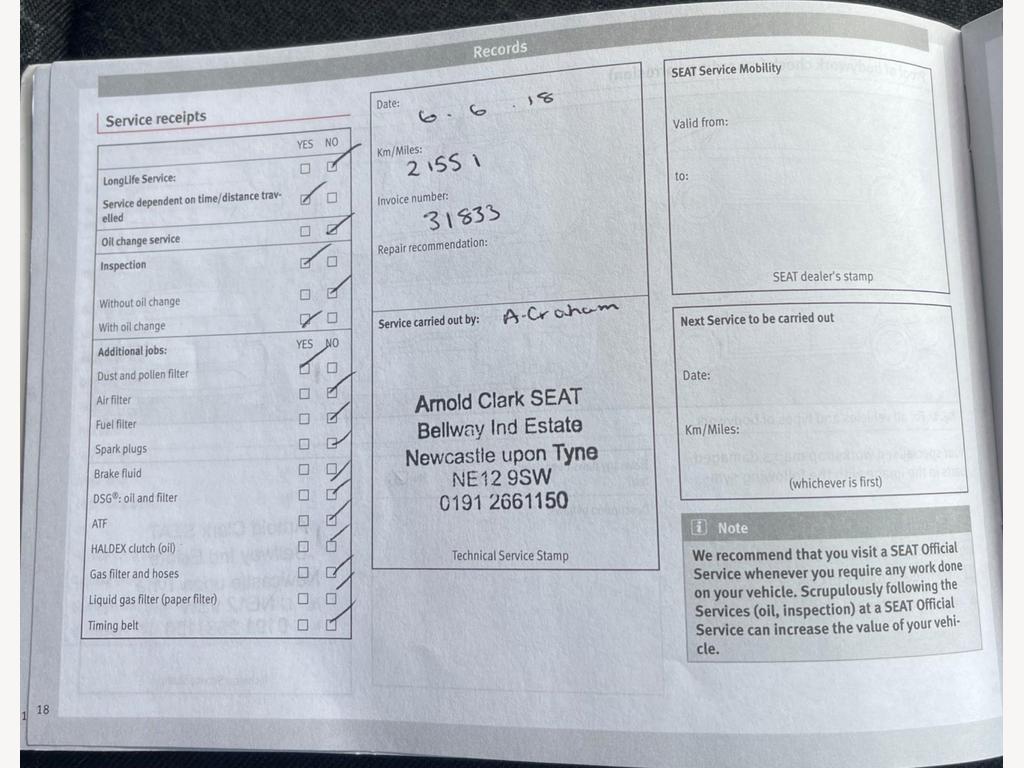 Records
Service receipts
YES NO
LongLife Service:
Service dependent on time/distance trav-
elled
Oil change service
Inspection
Without oil change
With oil change
Additional jobs: YES NO
Dust and pollen filter
Air filter
Fuel filter
Spark plugs
Brake fluid
DSG®: oil and filter
ATF
HALDEX clutch (oil)
Gas filter and hoses
Liquid gas filter (paper filter)
Timing belt
18
Date:
6. 6 .18
Km/Miles:
21551
Invoice number:
31833
Repair recommendation:
Service carried out by: A.Graham
Arnold Clark SEAT
Bellway Ind Estate
Newcastle upon Tyne
NE12 9SW
0191 2661150
Technical Service Stamp
SEAT Service Mobility
Valid from:
to:
SEAT dealer's stamp
Next Service to be carried out
Date:
Km/Miles:
(whichever is first)
i Note
We recommend that you visit a SEAT Official
Service whenever you require any work done
on your vehicle. Scrupulously following the
Services (oil, inspection) at a SEAT Official
Service can increase the value of your vehi-
cle.